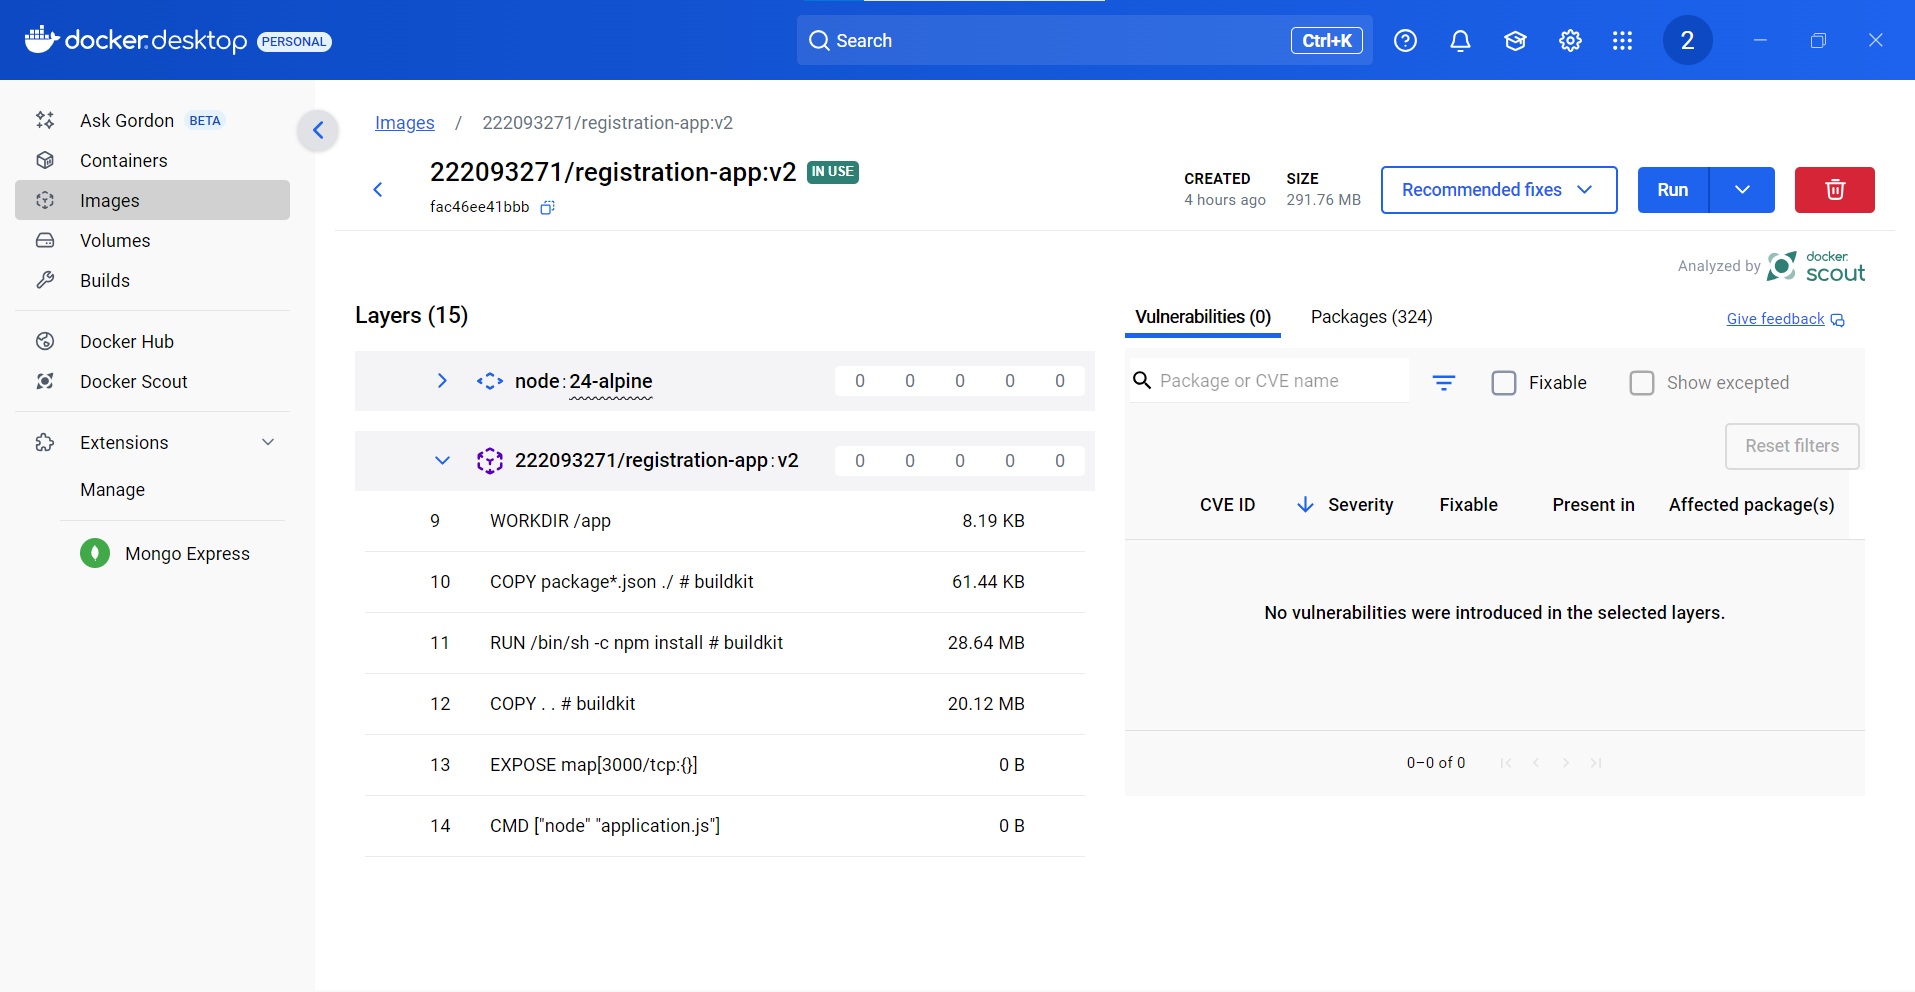 docker.desktop PERSONAL
Search
Ctrl+K
2
Ask Gordon BETA
Containers
Images
Volumes
Builds
Docker Hub
Docker Scout
Extensions
Manage
Mongo Express
Images / 222093271/registration-app:v2
222093271/registration-app:v2 IN USE
fac46ee41bbb
CREATED
4 hours ago
SIZE
291.76 MB
Recommended fixes
Run
Analyzed by docker scout
Layers (15)
node:24-alpine 0 0 0 0 0
222093271/registration-app:v2 0 0 0 0 0
9 WORKDIR /app 8.19 KB
10 COPY package*.json ./ # buildkit 61.44 KB
11 RUN /bin/sh -c npm install # buildkit 28.64 MB
12 COPY . . # buildkit 20.12 MB
13 EXPOSE map[3000/tcp:{}] 0 B
14 CMD ["node" "application.js"] 0 B
Vulnerabilities (0)
Packages (324)
Give feedback
Package or CVE name
Fixable
Show excepted
Reset filters
CVE ID Severity Fixable Present in Affected package(s)
No vulnerabilities were introduced in the selected layers.
0–0 of 0